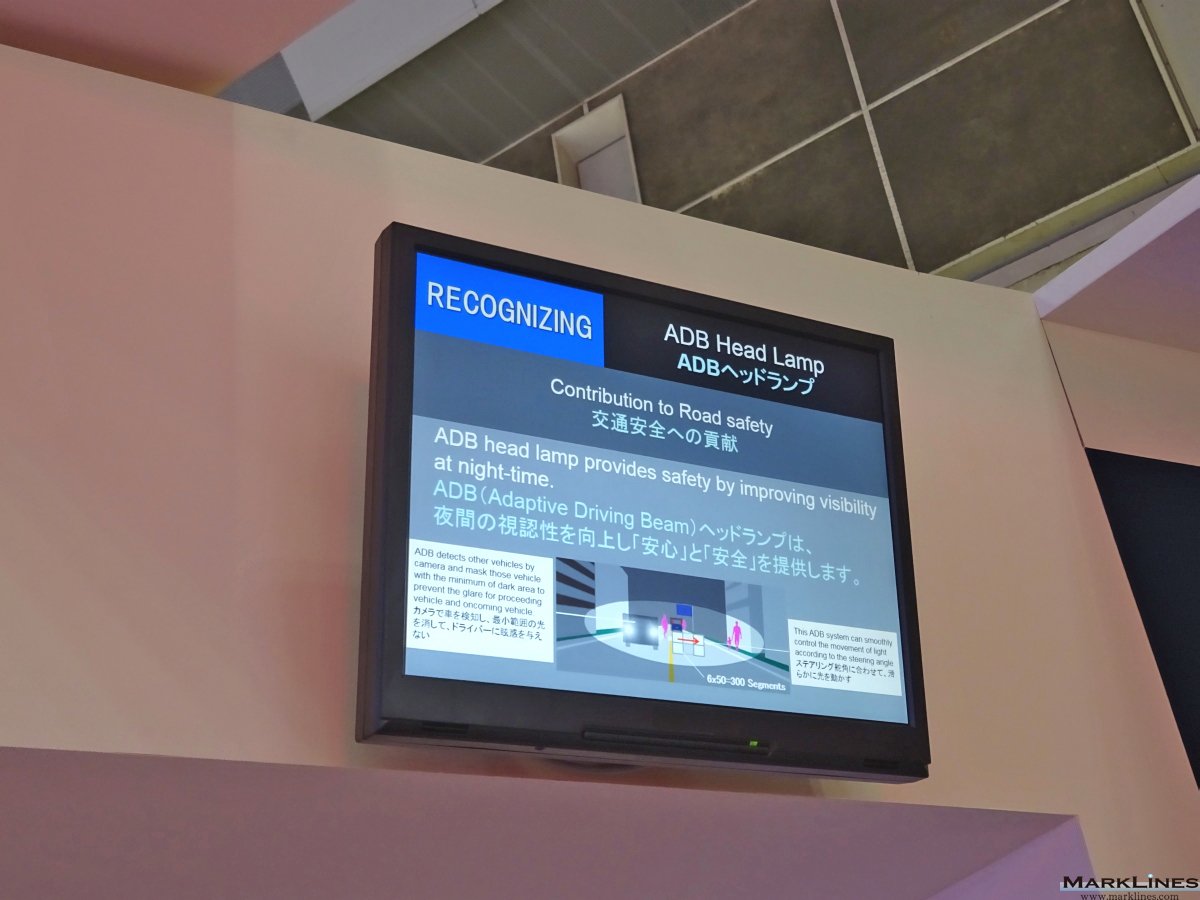 RECOGNIZING
ADB Head Lamp
ADBヘッドランプ
Contribution to Road safety
交通安全への貢献
ADB head lamp provides safety by improving visibility
at night-time.
ADB（Adaptive Driving Beam）ヘッドランプは、
夜間の視認性を向上し「安心」と「安全」を提供します。
ADB detects other vehicles by
camera and mask those vehicle
with the minimum of dark area to
prevent the glare for proceeding
vehicle and oncoming vehicle
カメラで車を検知し、最小範囲の光
を消して、ドライバーに眩惑を与え
ない
This ADB system can smoothly
control the movement of light
according to the steering angle
ステアリング舵角に合わせて、滑
らかに光を動かす
6x50=300 Segments
MARKLINES
www.marklines.com